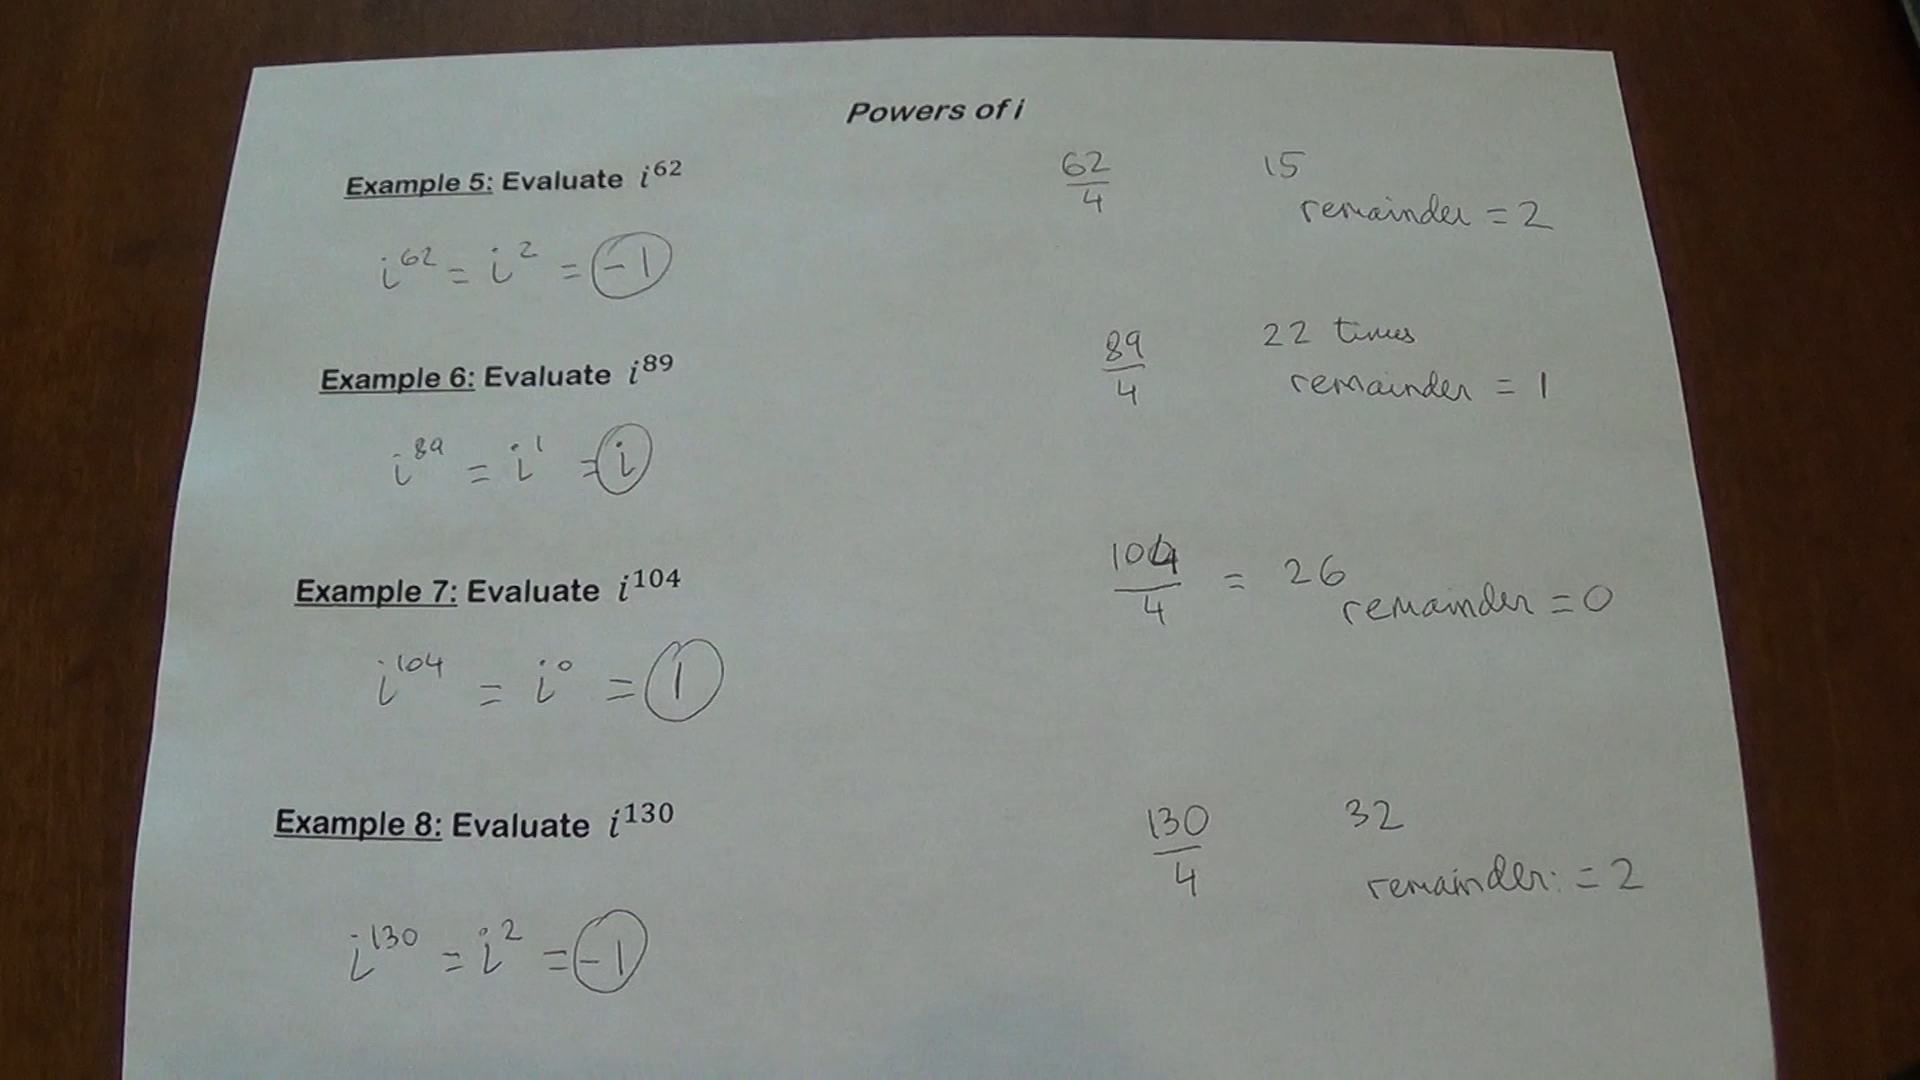 Powers of i
Example 5: Evaluate i^62
62/4 15
remainder = 2
i^62 = i^2 = -1
Example 6: Evaluate i^89
89/4 22 times
remainder = 1
i^89 = i^1 = i
Example 7: Evaluate i^104
104/4 = 26
remainder = 0
i^104 = i^0 = 1
Example 8: Evaluate i^130
130/4 32
remainder: = 2
i^130 = i^2 = -1